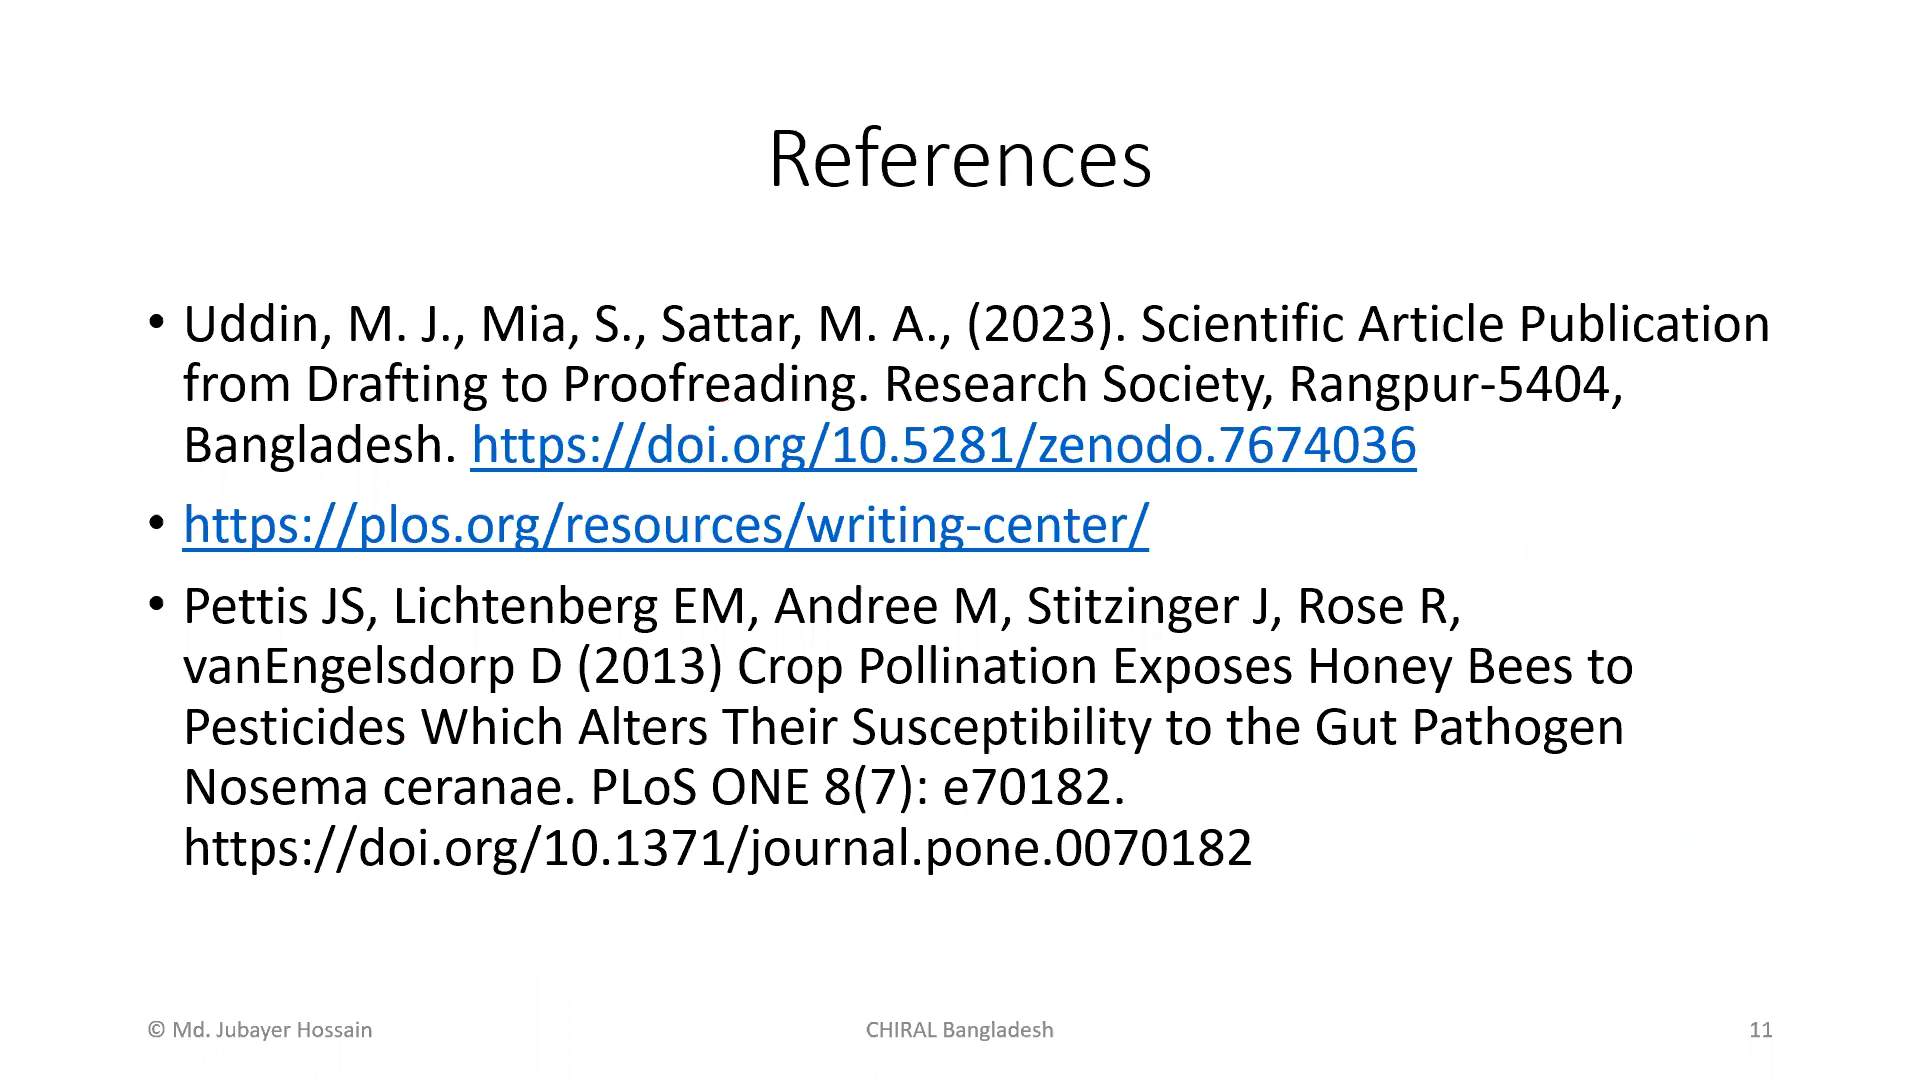 References
• Uddin, M. J., Mia, S., Sattar, M. A., (2023). Scientific Article Publication
from Drafting to Proofreading. Research Society, Rangpur-5404,
Bangladesh. https://doi.org/10.5281/zenodo.7674036
• https://plos.org/resources/writing-center/
• Pettis JS, Lichtenberg EM, Andree M, Stitzinger J, Rose R,
vanEngelsdorp D (2013) Crop Pollination Exposes Honey Bees to
Pesticides Which Alters Their Susceptibility to the Gut Pathogen
Nosema ceranae. PLoS ONE 8(7): e70182.
https://doi.org/10.1371/journal.pone.0070182
© Md. Jubayer Hossain
CHIRAL Bangladesh
11